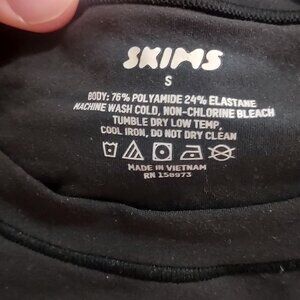 SKIMS
S
BODY: 76% POLYAMIDE 24% ELASTANE
MACHINE WASH COLD, NON-CHLORINE BLEACH
TUMBLE DRY LOW TEMP,
COOL IRON, DO NOT DRY CLEAN
MADE IN VIETNAM
RN 158973